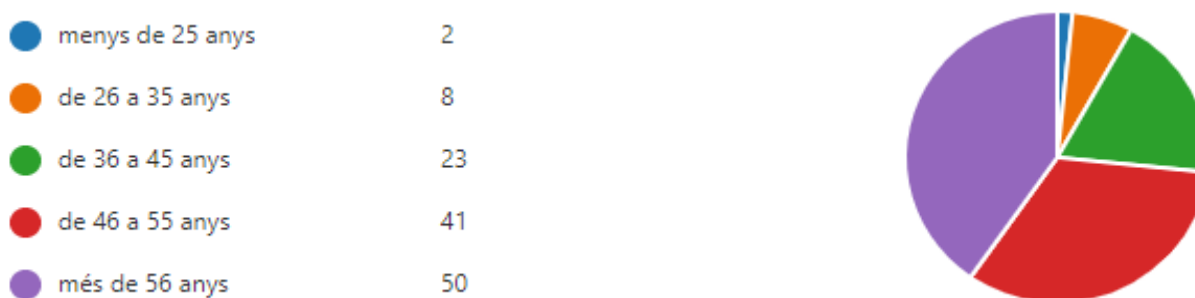 menys de 25 anys 2
de 26 a 35 anys 8
de 36 a 45 anys 23
de 46 a 55 anys 41
més de 56 anys 50